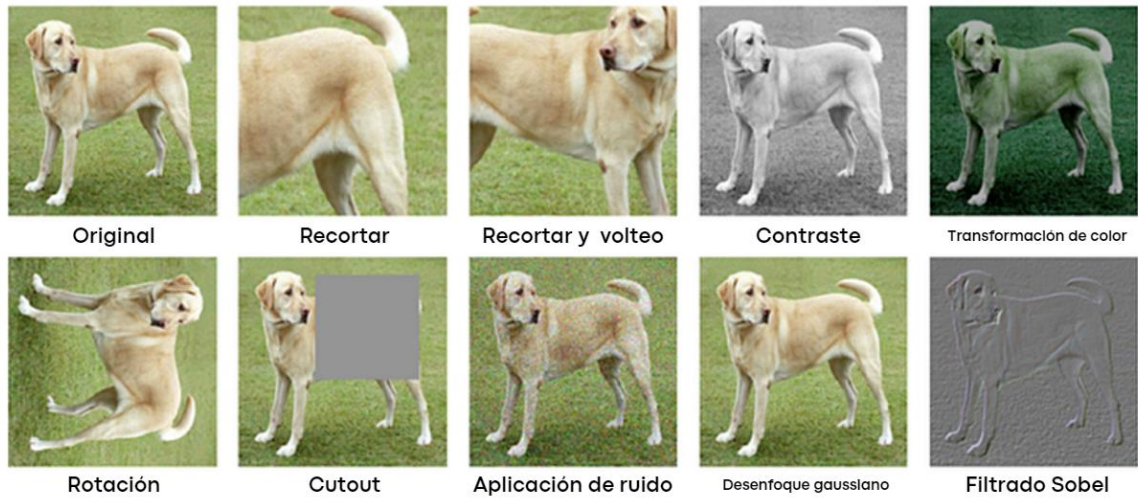 Original
Recortar
Recortar y volteo
Contraste
Transformación de color
Rotación
Cutout
Aplicación de ruido
Desenfoque gaussiano
Filtrado Sobel